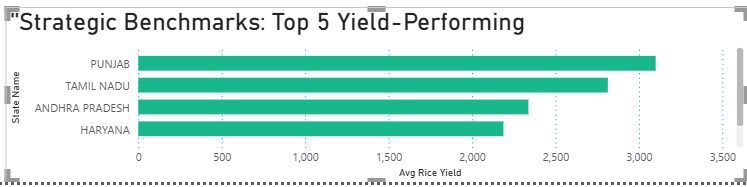 "Strategic Benchmarks: Top 5 Yield-Performing
State Name
PUNJAB
TAMIL NADU
ANDHRA PRADESH
HARYANA
0 500 1,000 1,500 2,000 2,500 3,000 3,500
Avg Rice Yield